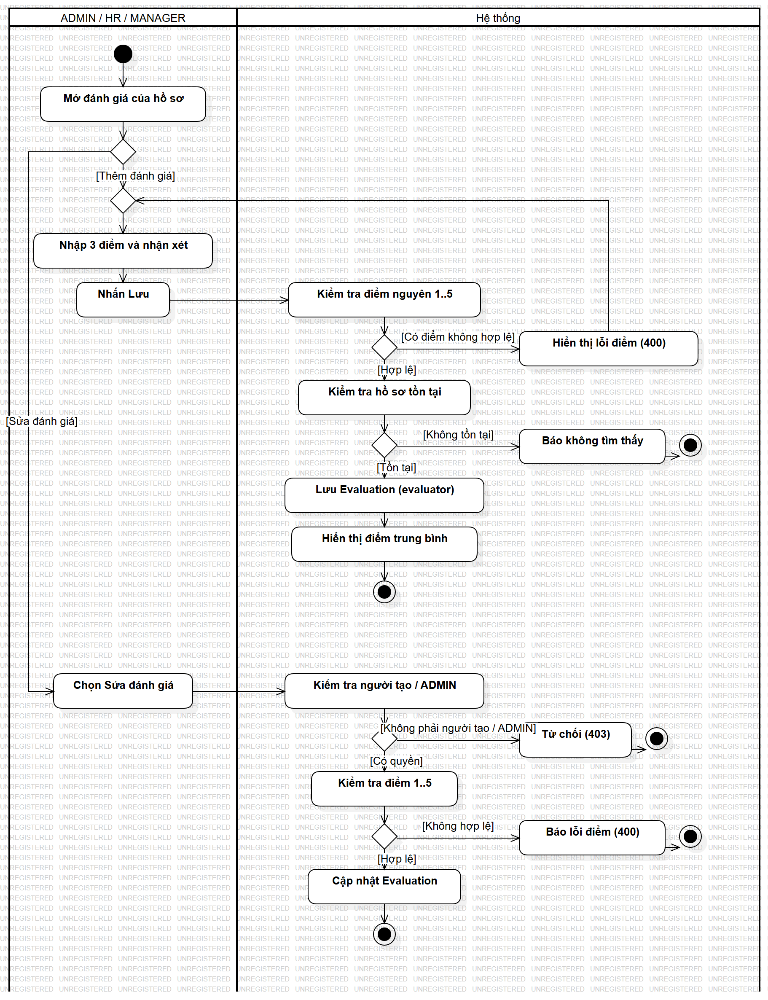 ADMIN / HR / MANAGER
Hệ thống
Mở đánh giá của hồ sơ
[Thêm đánh giá]
Nhập 3 điểm và nhận xét
Nhấn Lưu
Kiểm tra điểm nguyên 1..5
[Có điểm không hợp lệ]
Hiển thị lỗi điểm (400)
[Hợp lệ]
Kiểm tra hồ sơ tồn tại
[Sửa đánh giá]
[Không tồn tại]
Báo không tìm thấy
[Tồn tại]
Lưu Evaluation (evaluator)
Hiển thị điểm trung bình
Chọn Sửa đánh giá
Kiểm tra người tạo / ADMIN
[Không phải người tạo / ADMIN]
Từ chối (403)
[Có quyền]
Kiểm tra điểm 1..5
[Không hợp lệ]
Báo lỗi điểm (400)
[Hợp lệ]
Cập nhật Evaluation
UNREGISTERED